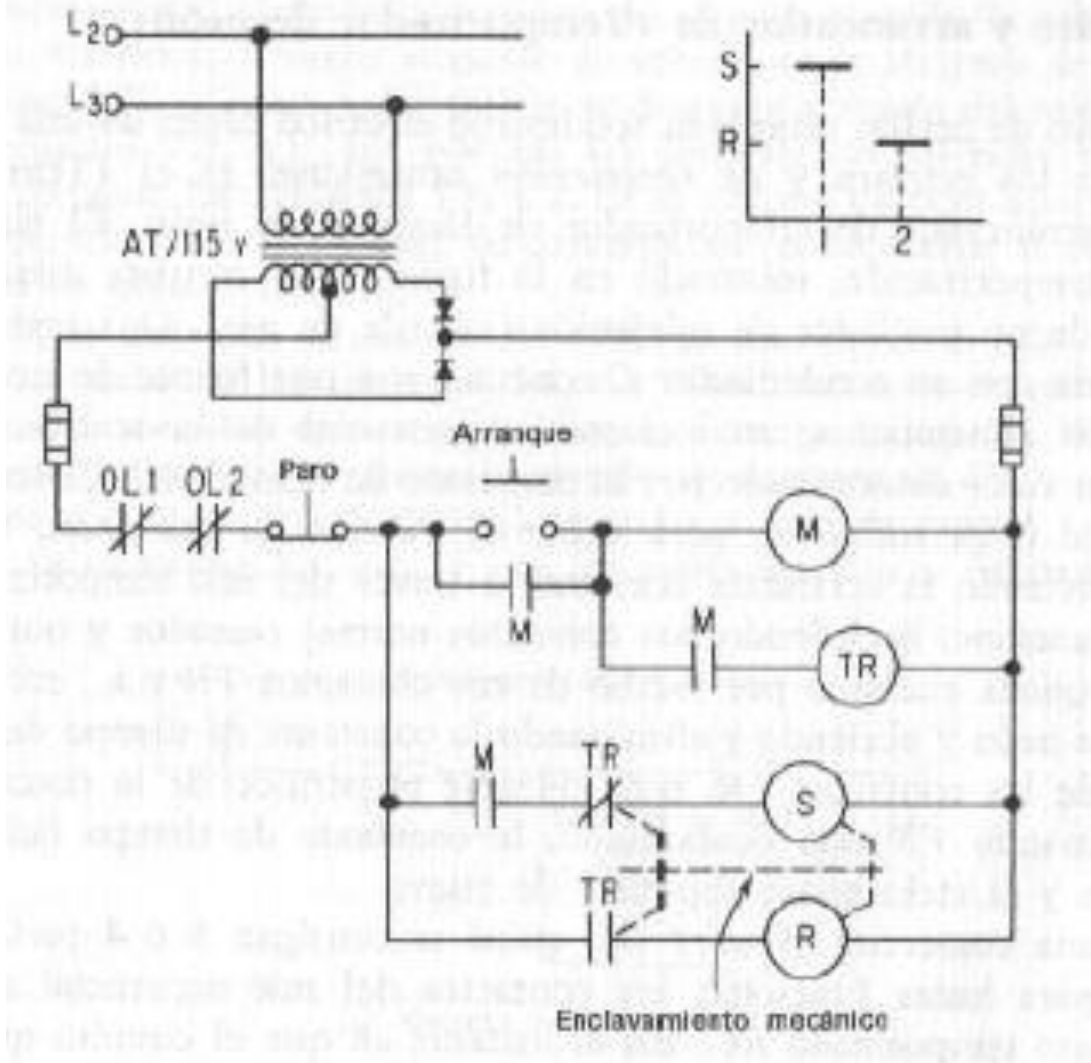 L2
L3
S
R
1 2
AT/115 v
Arranque
Paro
OL1 OL2
M
M
M
TR
M TR
S
TR
R
Enclavamiento mecánico